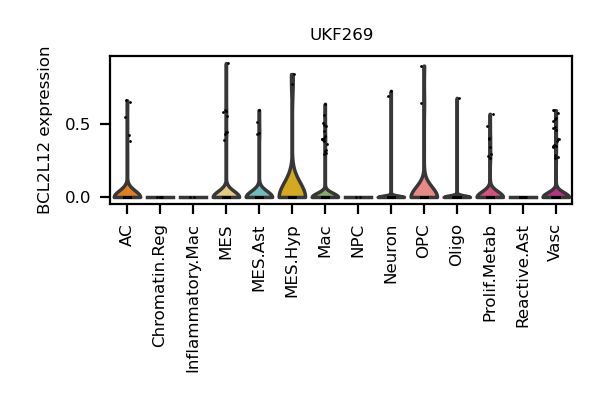 UKF269
BCL2L12 expression
0.5
0.0
AC
Chromatin.Reg
Inflammatory.Mac
MES
MES.Ast
MES.Hyp
Mac
NPC
Neuron
OPC
Oligo
Prolif.Metab
Reactive.Ast
Vasc